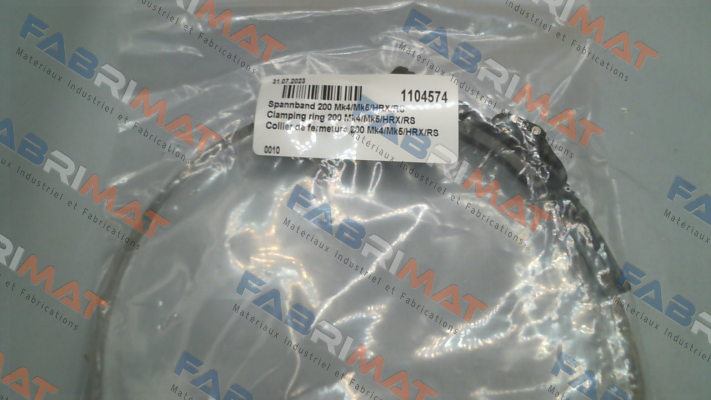 31.07.2023
1104574
Spannband 200 Mk4/Mk5/HRX/RS
Clamping ring 200 Mk4/Mk5/HRX/RS
Collier de fermeture 200 Mk4/Mk5/HRX/RS
0010
FABRIMAT
Materiaux Industriel et Fabrications